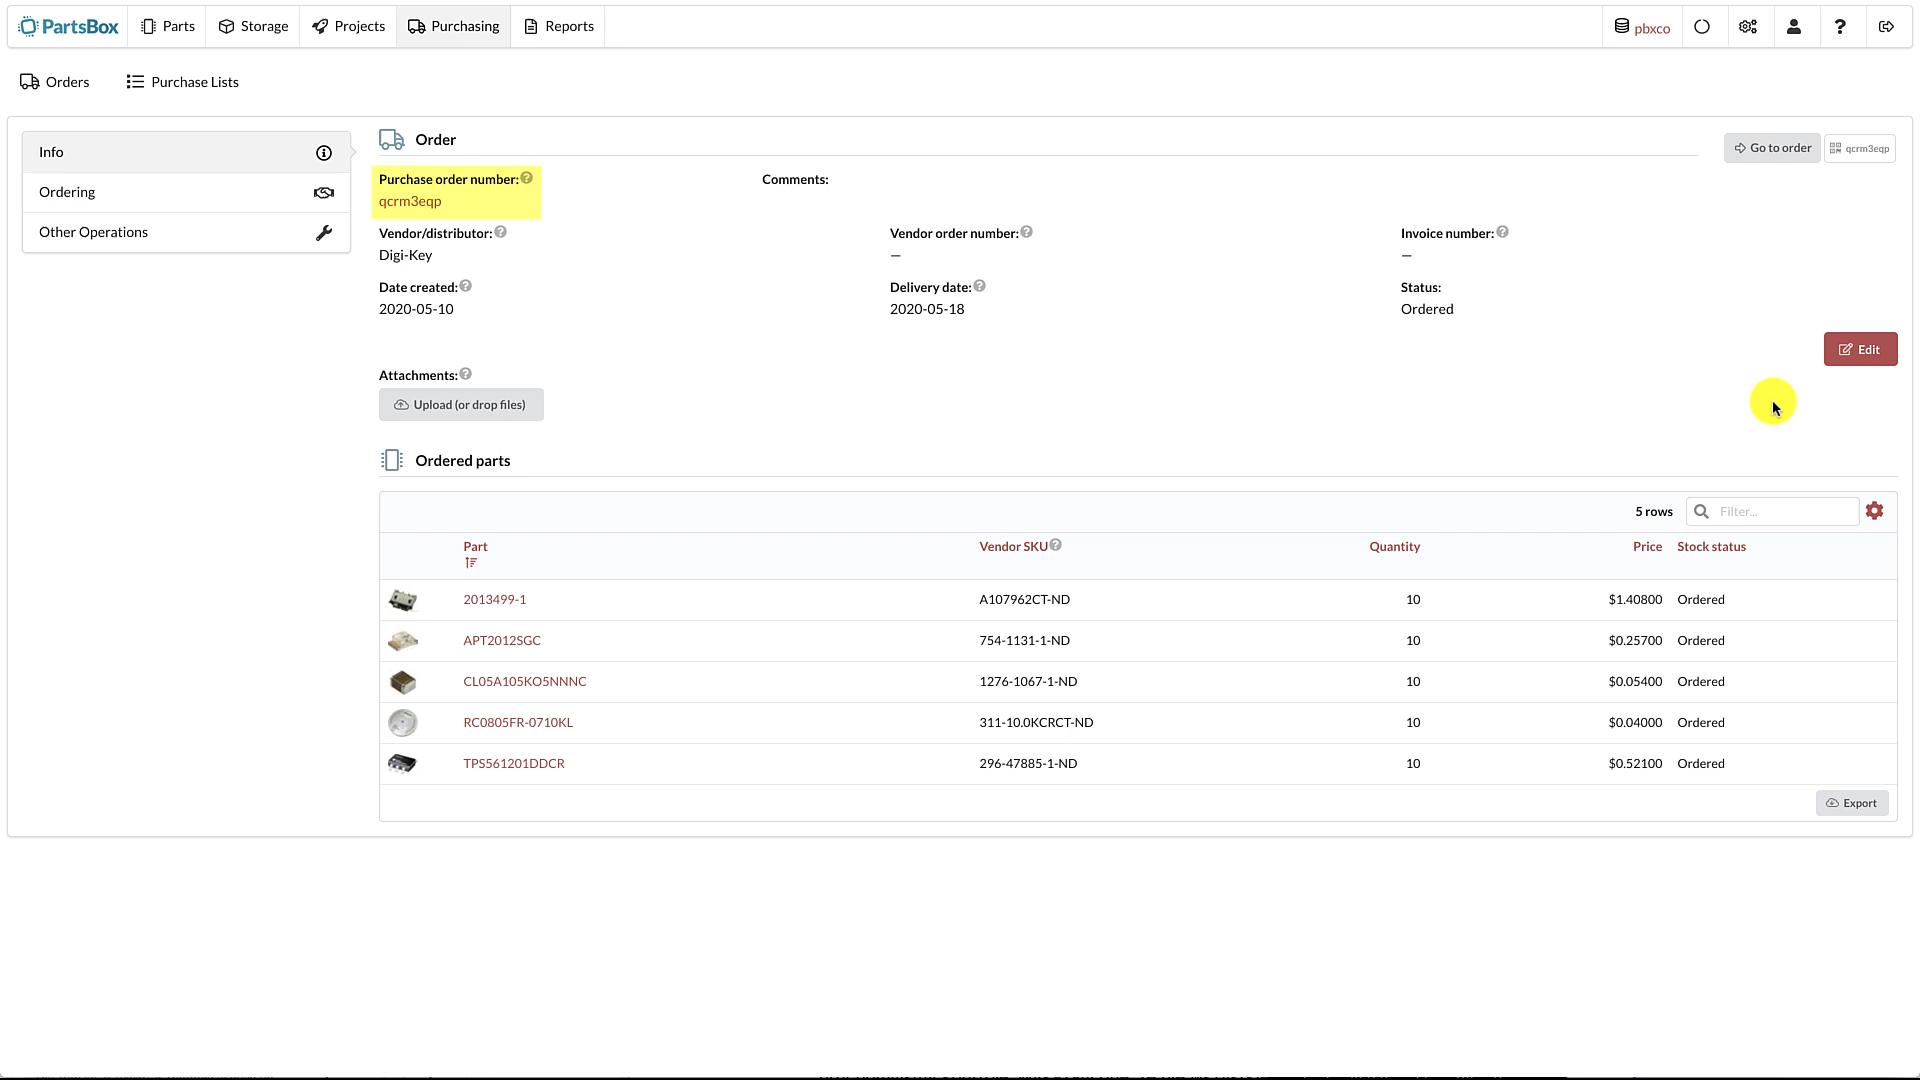 PartsBox Parts Storage Projects Purchasing Reports pbxco ?
Orders Purchase Lists
Info
Ordering
Other Operations
Order
Go to order qcrm3eqp
Purchase order number:? Comments:
qcrm3eqp
Vendor/distributor:? Vendor order number:? Invoice number:?
Digi-Key — —
Date created:? Delivery date:? Status:
2020-05-10 2020-05-18 Ordered
Edit
Attachments:?
Upload (or drop files)
Ordered parts
5 rows Filter...
Part Vendor SKU? Quantity Price Stock status
2013499-1 A107962CT-ND 10 $1.40800 Ordered
APT2012SGC 754-1131-1-ND 10 $0.25700 Ordered
CL05A105KO5NNNC 1276-1067-1-ND 10 $0.05400 Ordered
RC0805FR-0710KL 311-10.0KCRCT-ND 10 $0.04000 Ordered
TPS561201DDCR 296-47885-1-ND 10 $0.52100 Ordered
Export